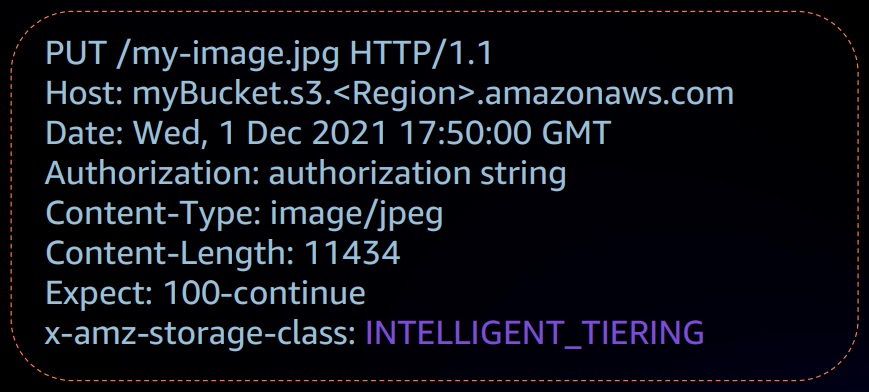 PUT /my-image.jpg HTTP/1.1
Host: myBucket.s3.<Region>.amazonaws.com
Date: Wed, 1 Dec 2021 17:50:00 GMT
Authorization: authorization string
Content-Type: image/jpeg
Content-Length: 11434
Expect: 100-continue
x-amz-storage-class: INTELLIGENT_TIERING